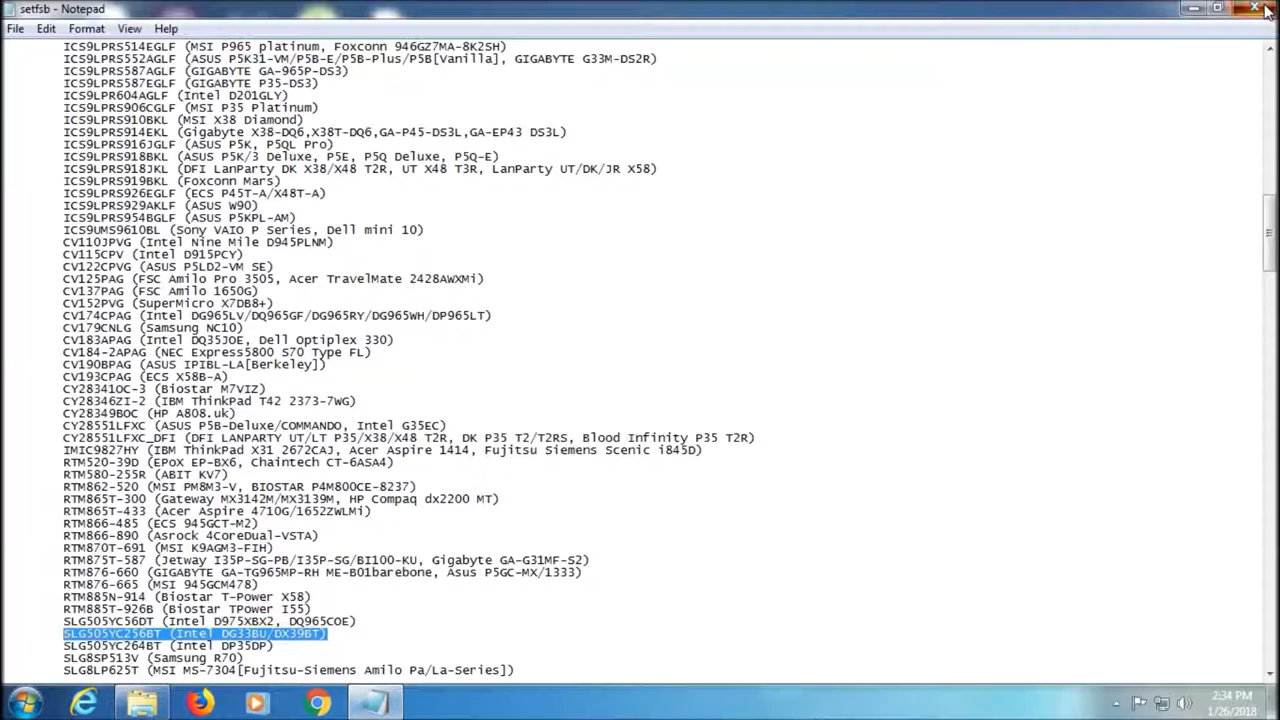 setfsb - Notepad
File Edit Format View Help
ICS9LPRS514EGLF (MSI P965 platinum, Foxconn 946GZ7MA-8K2SH)
ICS9LPRS552AGLF (ASUS P5K31-VM/P5B-E/P5B-Plus/P5B[Vanilla], GIGABYTE G33M-DS2R)
ICS9LPRS587AGLF (GIGABYTE GA-965P-DS3)
ICS9LPRS587EGLF (GIGABYTE P35-DS3)
ICS9LPR604AGLF (Intel D201GLY)
ICS9LPRS906CGLF (MSI P35 Platinum)
ICS9LPRS910BKL (MSI X38 Diamond)
ICS9LPRS914EKL (Gigabyte X38-DQ6,X38T-DQ6,GA-P45-DS3L,GA-EP43 DS3L)
ICS9LPRS916JGLF (ASUS P5K, P5QL Pro)
ICS9LPRS918BKL (ASUS P5K/3 Deluxe, P5E, P5Q Deluxe, P5Q-E)
ICS9LPRS918JKL (DFI LanParty DK X38/X48 T2R, UT X48 T3R, LanParty UT/DK/JR X58)
ICS9LPRS919BKL (Foxconn Mars)
ICS9LPRS926EGLF (ECS P45T-A/X48T-A)
ICS9LPRS929AKLF (ASUS W90)
ICS9LPRS954BGLF (ASUS P5KPL-AM)
ICS9UMS9610BL (Sony VAIO P Series, Dell mini 10)
CV110JPVG (Intel Nine Mile D945PLNM)
CV115CPV (Intel D915PCY)
CV122CPVG (ASUS P5LD2-VM SE)
CV125PAG (FSC Amilo Pro 3505, Acer TravelMate 2428AWXMi)
CV137PAG (FSC Amilo 1650G)
CV152PVG (SuperMicro X7DB8+)
CV174CPAG (Intel DG965LV/DQ965GF/DG965RY/DG965WH/DP965LT)
CV179CNLG (Samsung NC10)
CV183APAG (Intel DQ35JOE, Dell Optiplex 330)
CV184-2APAG (NEC Express5800 S70 Type FL)
CV190BPAG (ASUS IPIBL-LA[Berkeley])
CV193CPAG (ECS X58B-A)
CY28341OC-3 (Biostar M7VIZ)
CY28346ZI-2 (IBM ThinkPad T42 2373-7WG)
CY28349BOC (HP A808.uk)
CY28551LFXC (ASUS P5B-Deluxe/COMMANDO, Intel G35EC)
CY28551LFXC_DFI (DFI LANPARTY UT/LT P35/X38/X48 T2R, DK P35 T2/T2RS, Blood Infinity P35 T2R)
IMIC9827HY (IBM ThinkPad X31 2672CAJ, Acer Aspire 1414, Fujitsu Siemens Scenic i845D)
RTM520-39D (EPoX EP-BX6, Chaintech CT-6ASA4)
RTM580-255R (ABIT KV7)
RTM862-520 (MSI PM8M3-V, BIOSTAR P4M800CE-8237)
RTM865T-300 (Gateway MX3142M/MX3139M, HP Compaq dx2200 MT)
RTM865T-433 (Acer Aspire 4710G/1652ZWLMi)
RTM866-485 (ECS 945GCT-M2)
RTM866-890 (Asrock 4CoreDual-VSTA)
RTM870T-691 (MSI K9AGM3-FIH)
RTM875T-587 (Jetway I35P-SG-PB/I35P-SG/BI100-KU, Gigabyte GA-G31MF-S2)
RTM876-660 (GIGABYTE GA-TG965MP-RH ME-B01barebone, Asus P5GC-MX/1333)
RTM876-665 (MSI 945GCM478)
RTM885N-914 (Biostar T-Power X58)
RTM885T-926B (Biostar TPower I55)
SLG505YC56DT (Intel D975XBX2, DQ965COE)
SLG505YC256BT (Intel DG33BU/DX39BT)
SLG505YC264BT (Intel DP35DP)
SLG8SP513V (Samsung R70)
SLG8LP625T (MSI MS-7304[Fujitsu-Siemens Amilo Pa/La-Series])
2:34 PM
1/26/2018